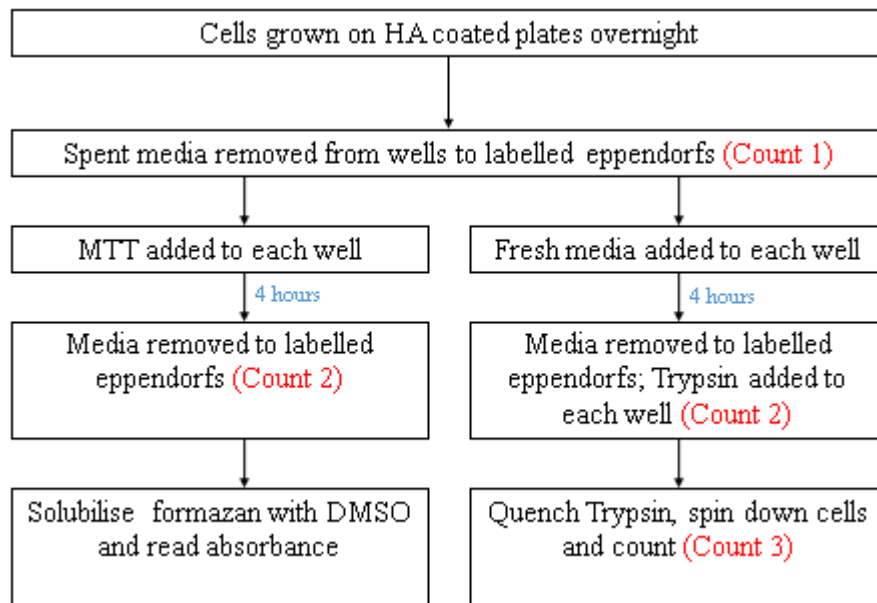 Cells grown on HA coated plates overnight
Spent media removed from wells to labelled eppendorfs (Count 1)
MTT added to each well
Fresh media added to each well
4 hours
4 hours
Media removed to labelled
eppendorfs (Count 2)
Media removed to labelled
eppendorfs; Trypsin added to
each well (Count 2)
Solubilise formazan with DMSO
and read absorbance
Quench Trypsin, spin down cells
and count (Count 3)